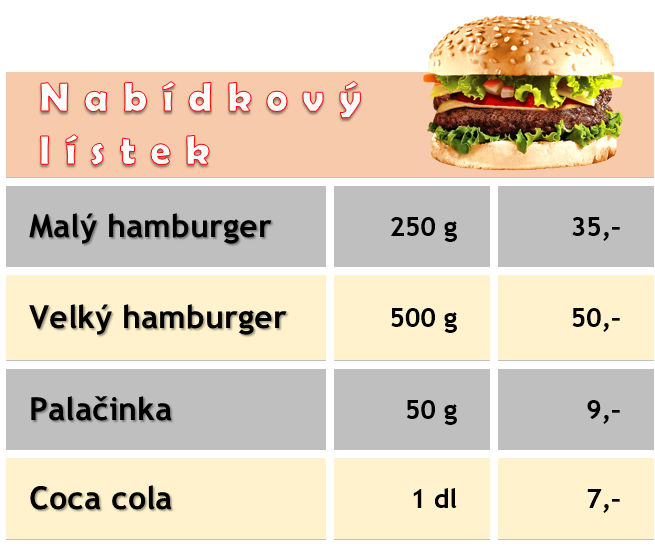 Nabídkový
lístek
Malý hamburger 250 g 35,–
Velký hamburger 500 g 50,–
Palačinka 50 g 9,–
Coca cola 1 dl 7,–